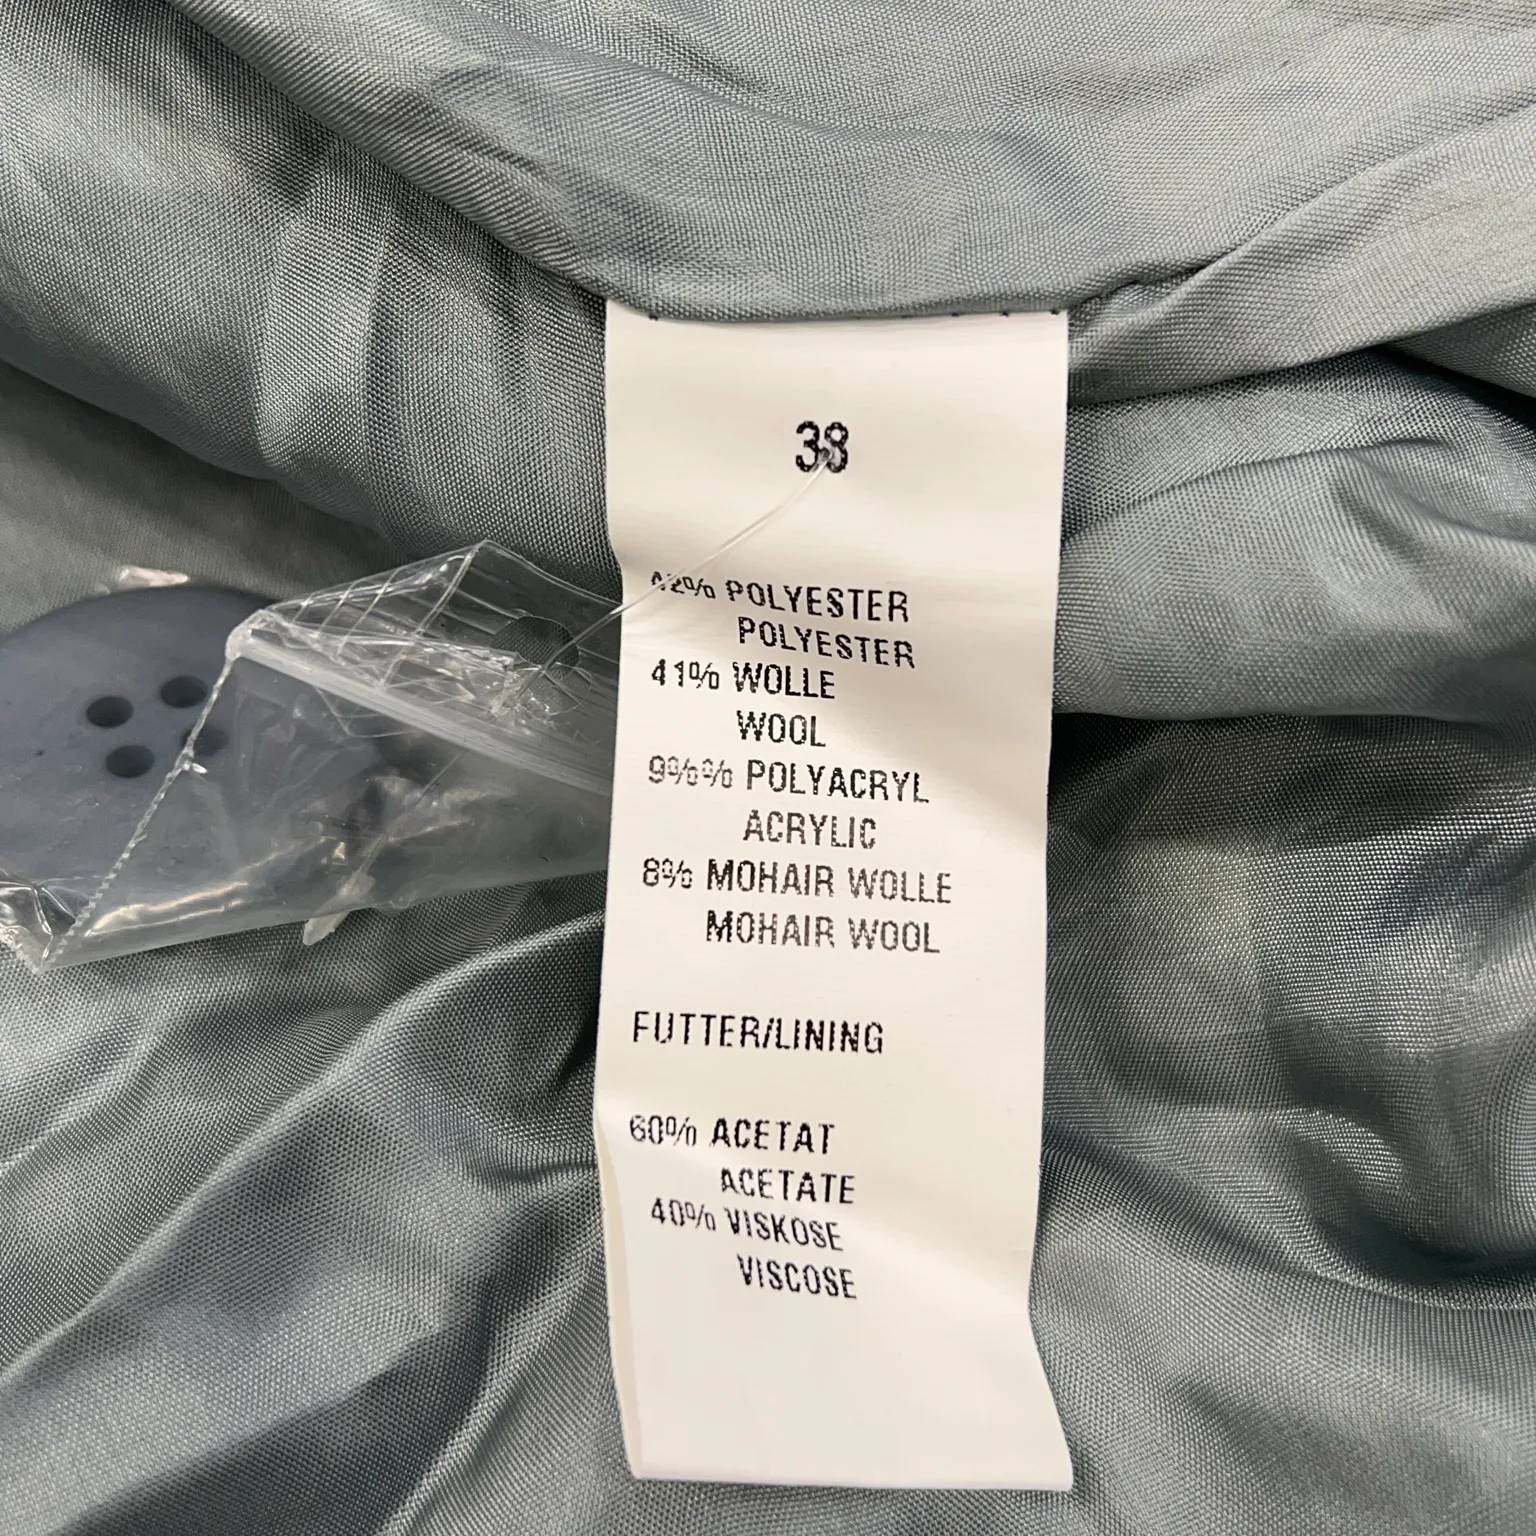 38
42% POLYESTER
POLYESTER
41% WOLLE
WOOL
9%% POLYACRYL
ACRYLIC
8% MOHAIR WOLLE
MOHAIR WOOL
FUTTER/LINING
60% ACETAT
ACETATE
40% VISKOSE
VISCOSE